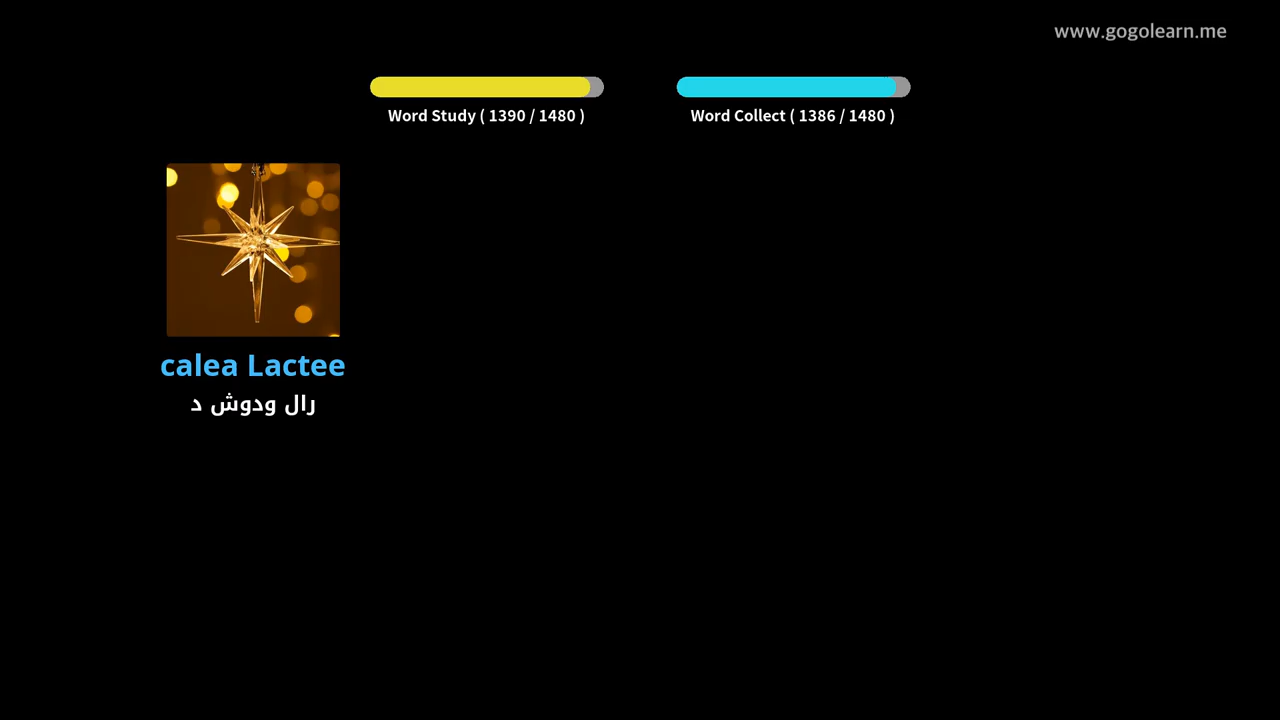 www.gogolearn.me
Word Study ( 1390 / 1480 )
Word Collect ( 1386 / 1480 )
calea Lactee
رال ودوش د